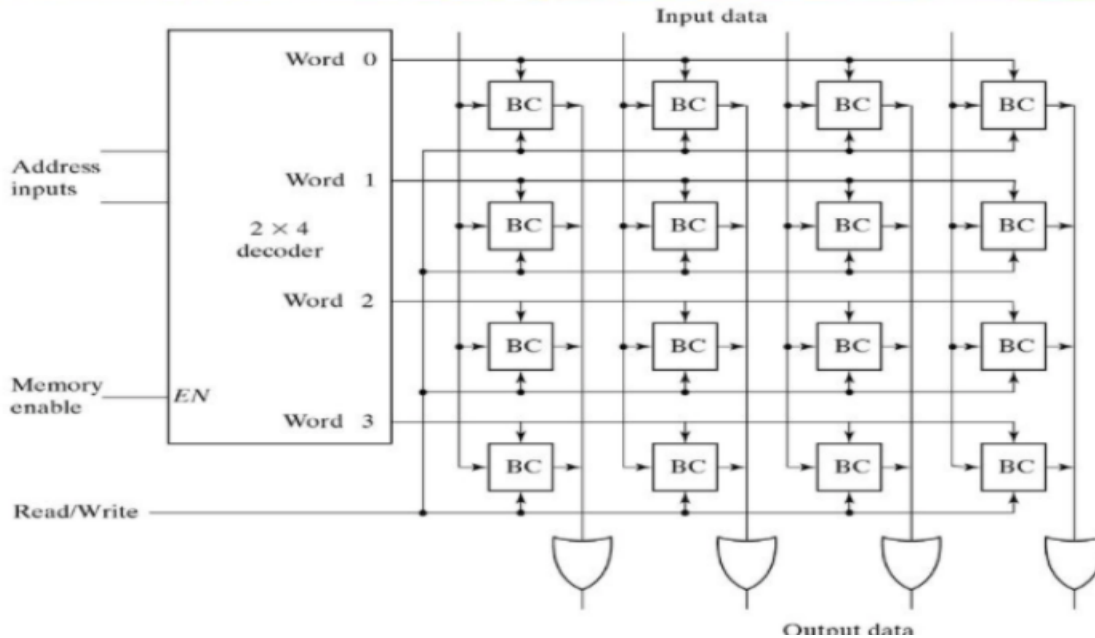 Input data
Word 0
BC BC BC BC
Address
inputs
Word 1
BC BC BC BC
2 × 4
decoder
Word 2
BC BC BC BC
Memory
enable
EN
Word 3
BC BC BC BC
Read/Write
Output data